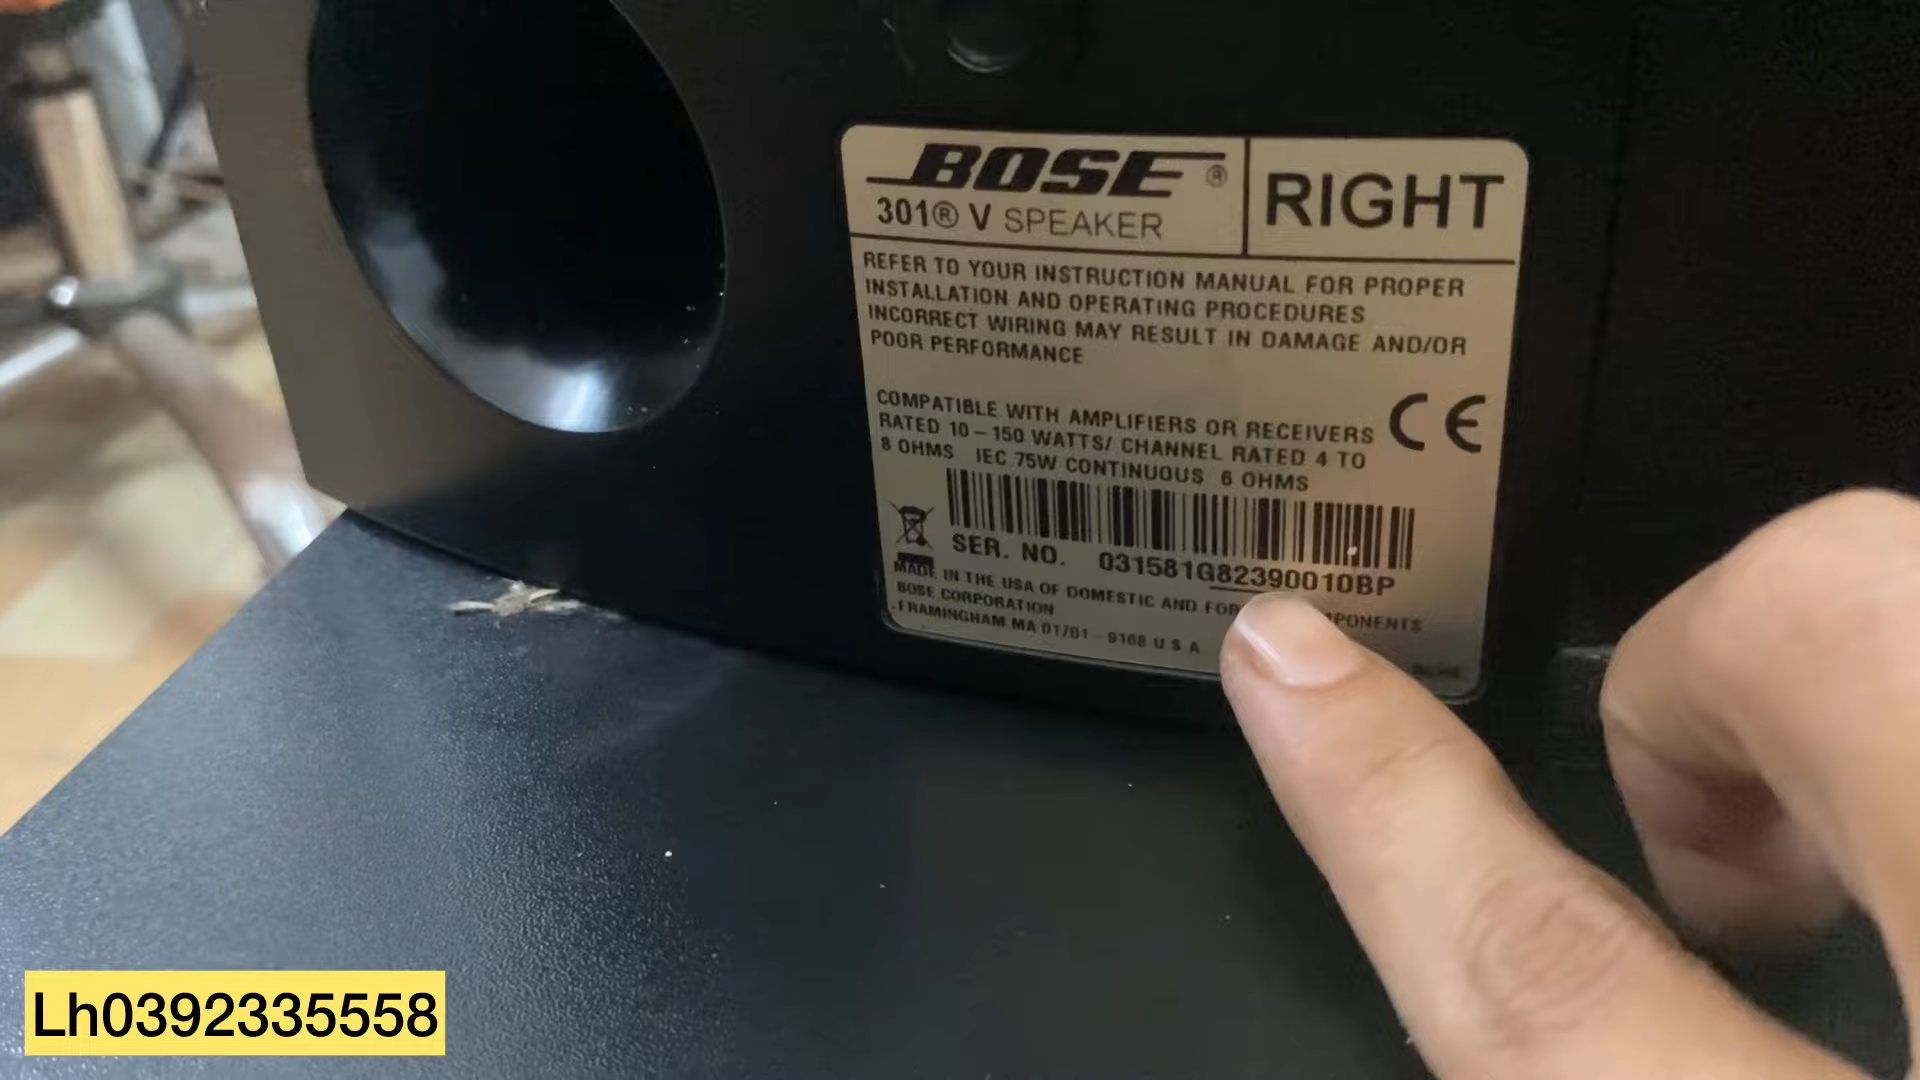 BOSE®
301® V SPEAKER
RIGHT
REFER TO YOUR INSTRUCTION MANUAL FOR PROPER
INSTALLATION AND OPERATING PROCEDURES
INCORRECT WIRING MAY RESULT IN DAMAGE AND/OR
POOR PERFORMANCE
COMPATIBLE WITH AMPLIFIERS OR RECEIVERS
RATED 10-150 WATTS/ CHANNEL RATED 4 TO
8 OHMS IEC 75W CONTINUOUS 6 OHMS
CE
SER. NO. 031581G82390010BP
MADE IN THE USA OF DOMESTIC AND
BOSE CORPORATION
FRAMINGHAM MA 01701-9168 U S A
Lh0392335558